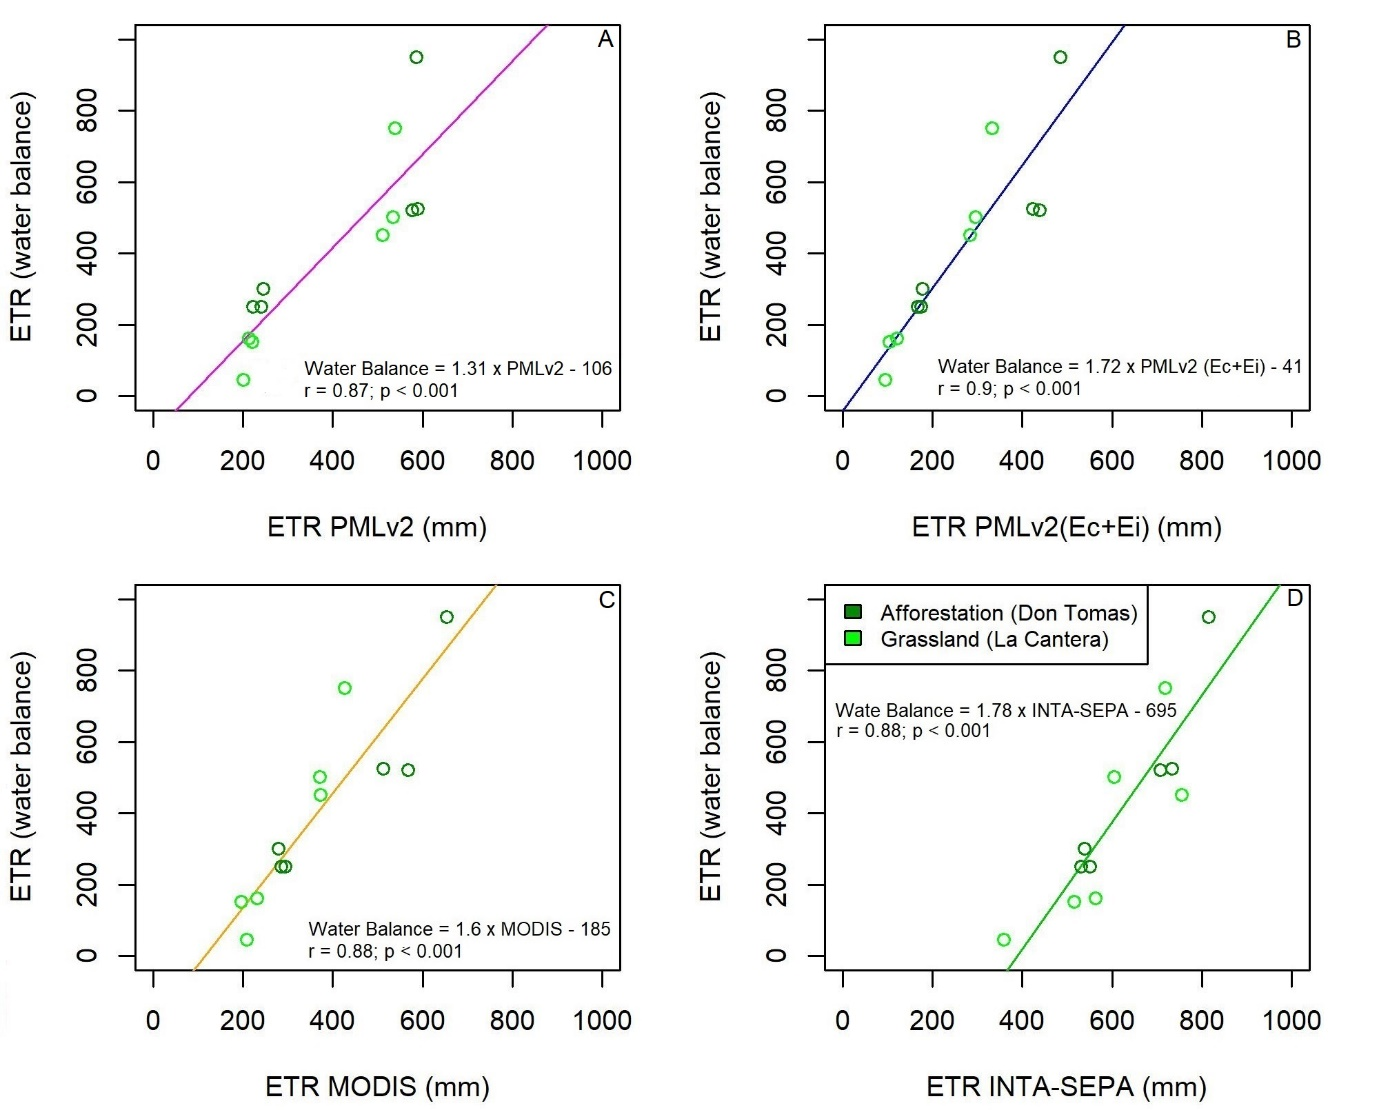 A
ETR (water balance)
800
600
400
200
0
Water Balance = 1.31 x PMLv2 - 106
r = 0.87; p < 0.001
0 200 400 600 800 1000
ETR PMLv2 (mm)
B
ETR (water balance)
800
600
400
200
0
Water Balance = 1.72 x PMLv2 (Ec+Ei) - 41
r = 0.9; p < 0.001
0 200 400 600 800 1000
ETR PMLv2(Ec+Ei) (mm)
C
ETR (water balance)
800
600
400
200
0
Water Balance = 1.6 x MODIS - 185
r = 0.88; p < 0.001
0 200 400 600 800 1000
ETR MODIS (mm)
D
Afforestation (Don Tomas)
Grassland (La Cantera)
ETR (water balance)
800
600
400
200
0
Wate Balance = 1.78 x INTA-SEPA - 695
r = 0.88; p < 0.001
0 200 400 600 800 1000
ETR INTA-SEPA (mm)